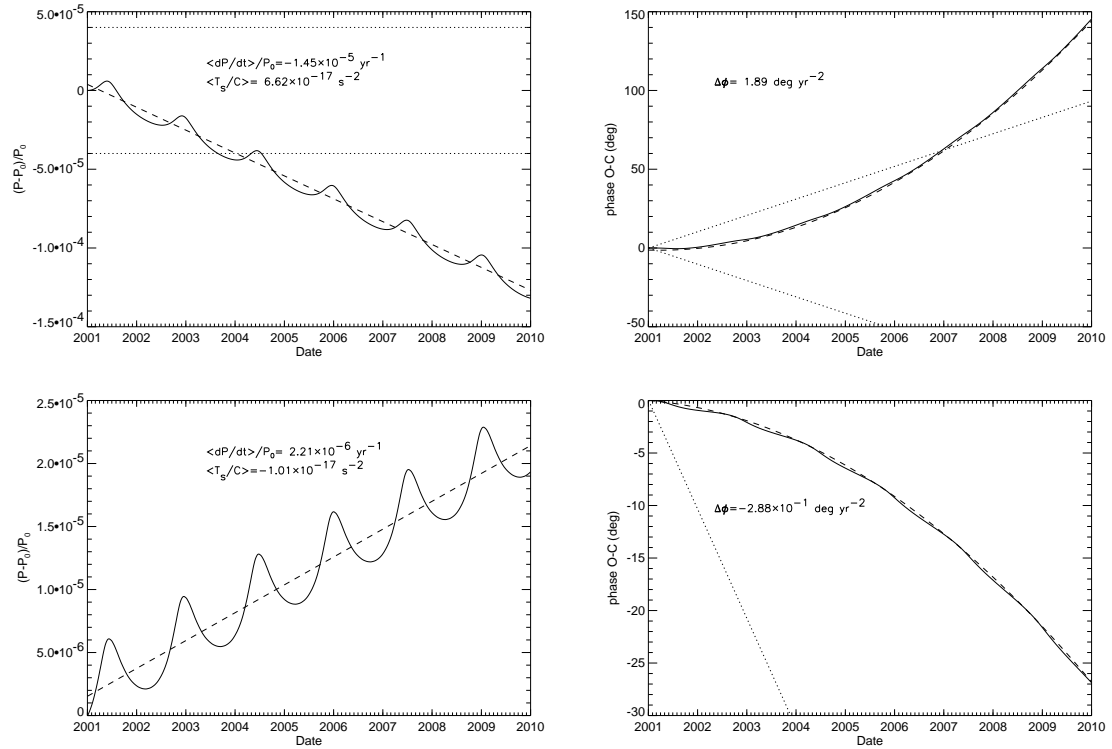 5.0•10⁻⁵
0
-5.0•10⁻⁵
-1.0•10⁻⁴
-1.5•10⁻⁴
(P-P₀)/P₀
<dP/dt>/P₀=-1.45×10⁻⁵ yr⁻¹
<Tₛ/C>= 6.62×10⁻¹⁷ s⁻²
2001 2002 2003 2004 2005 2006 2007 2008 2009 2010
Date
150
100
50
0
-50
phase O-C (deg)
Δϕ= 1.89 deg yr⁻²
2001 2002 2003 2004 2005 2006 2007 2008 2009 2010
Date
2.5•10⁻⁵
2.0•10⁻⁵
1.5•10⁻⁵
1.0•10⁻⁵
5.0•10⁻⁶
0
(P-P₀)/P₀
<dP/dt>/P₀= 2.21×10⁻⁶ yr⁻¹
<Tₛ/C>=-1.01×10⁻¹⁷ s⁻²
2001 2002 2003 2004 2005 2006 2007 2008 2009 2010
Date
0
-5
-10
-15
-20
-25
-30
phase O-C (deg)
Δϕ=-2.88×10⁻¹ deg yr⁻²
2001 2002 2003 2004 2005 2006 2007 2008 2009 2010
Date